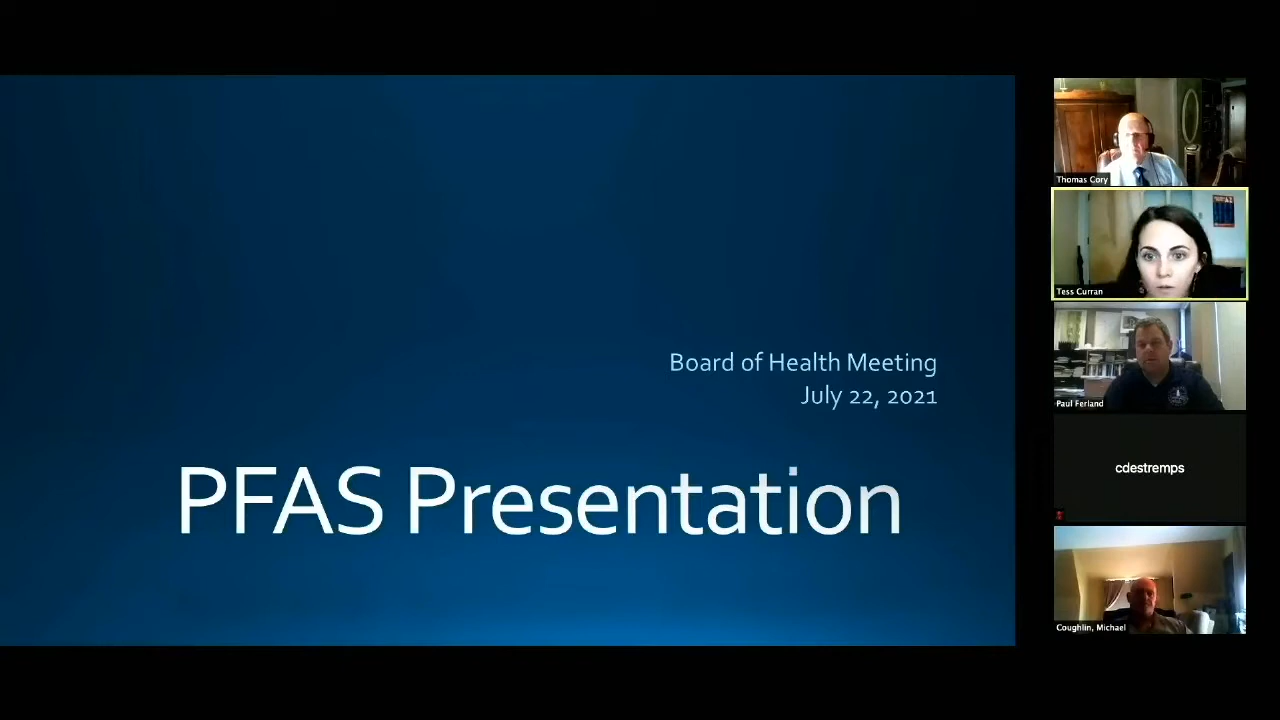 Board of Health Meeting
July 22, 2021
PFAS Presentation
Thomas Cory
Tess Curran
Paul Ferland
cdestremps
Coughlin, Michael